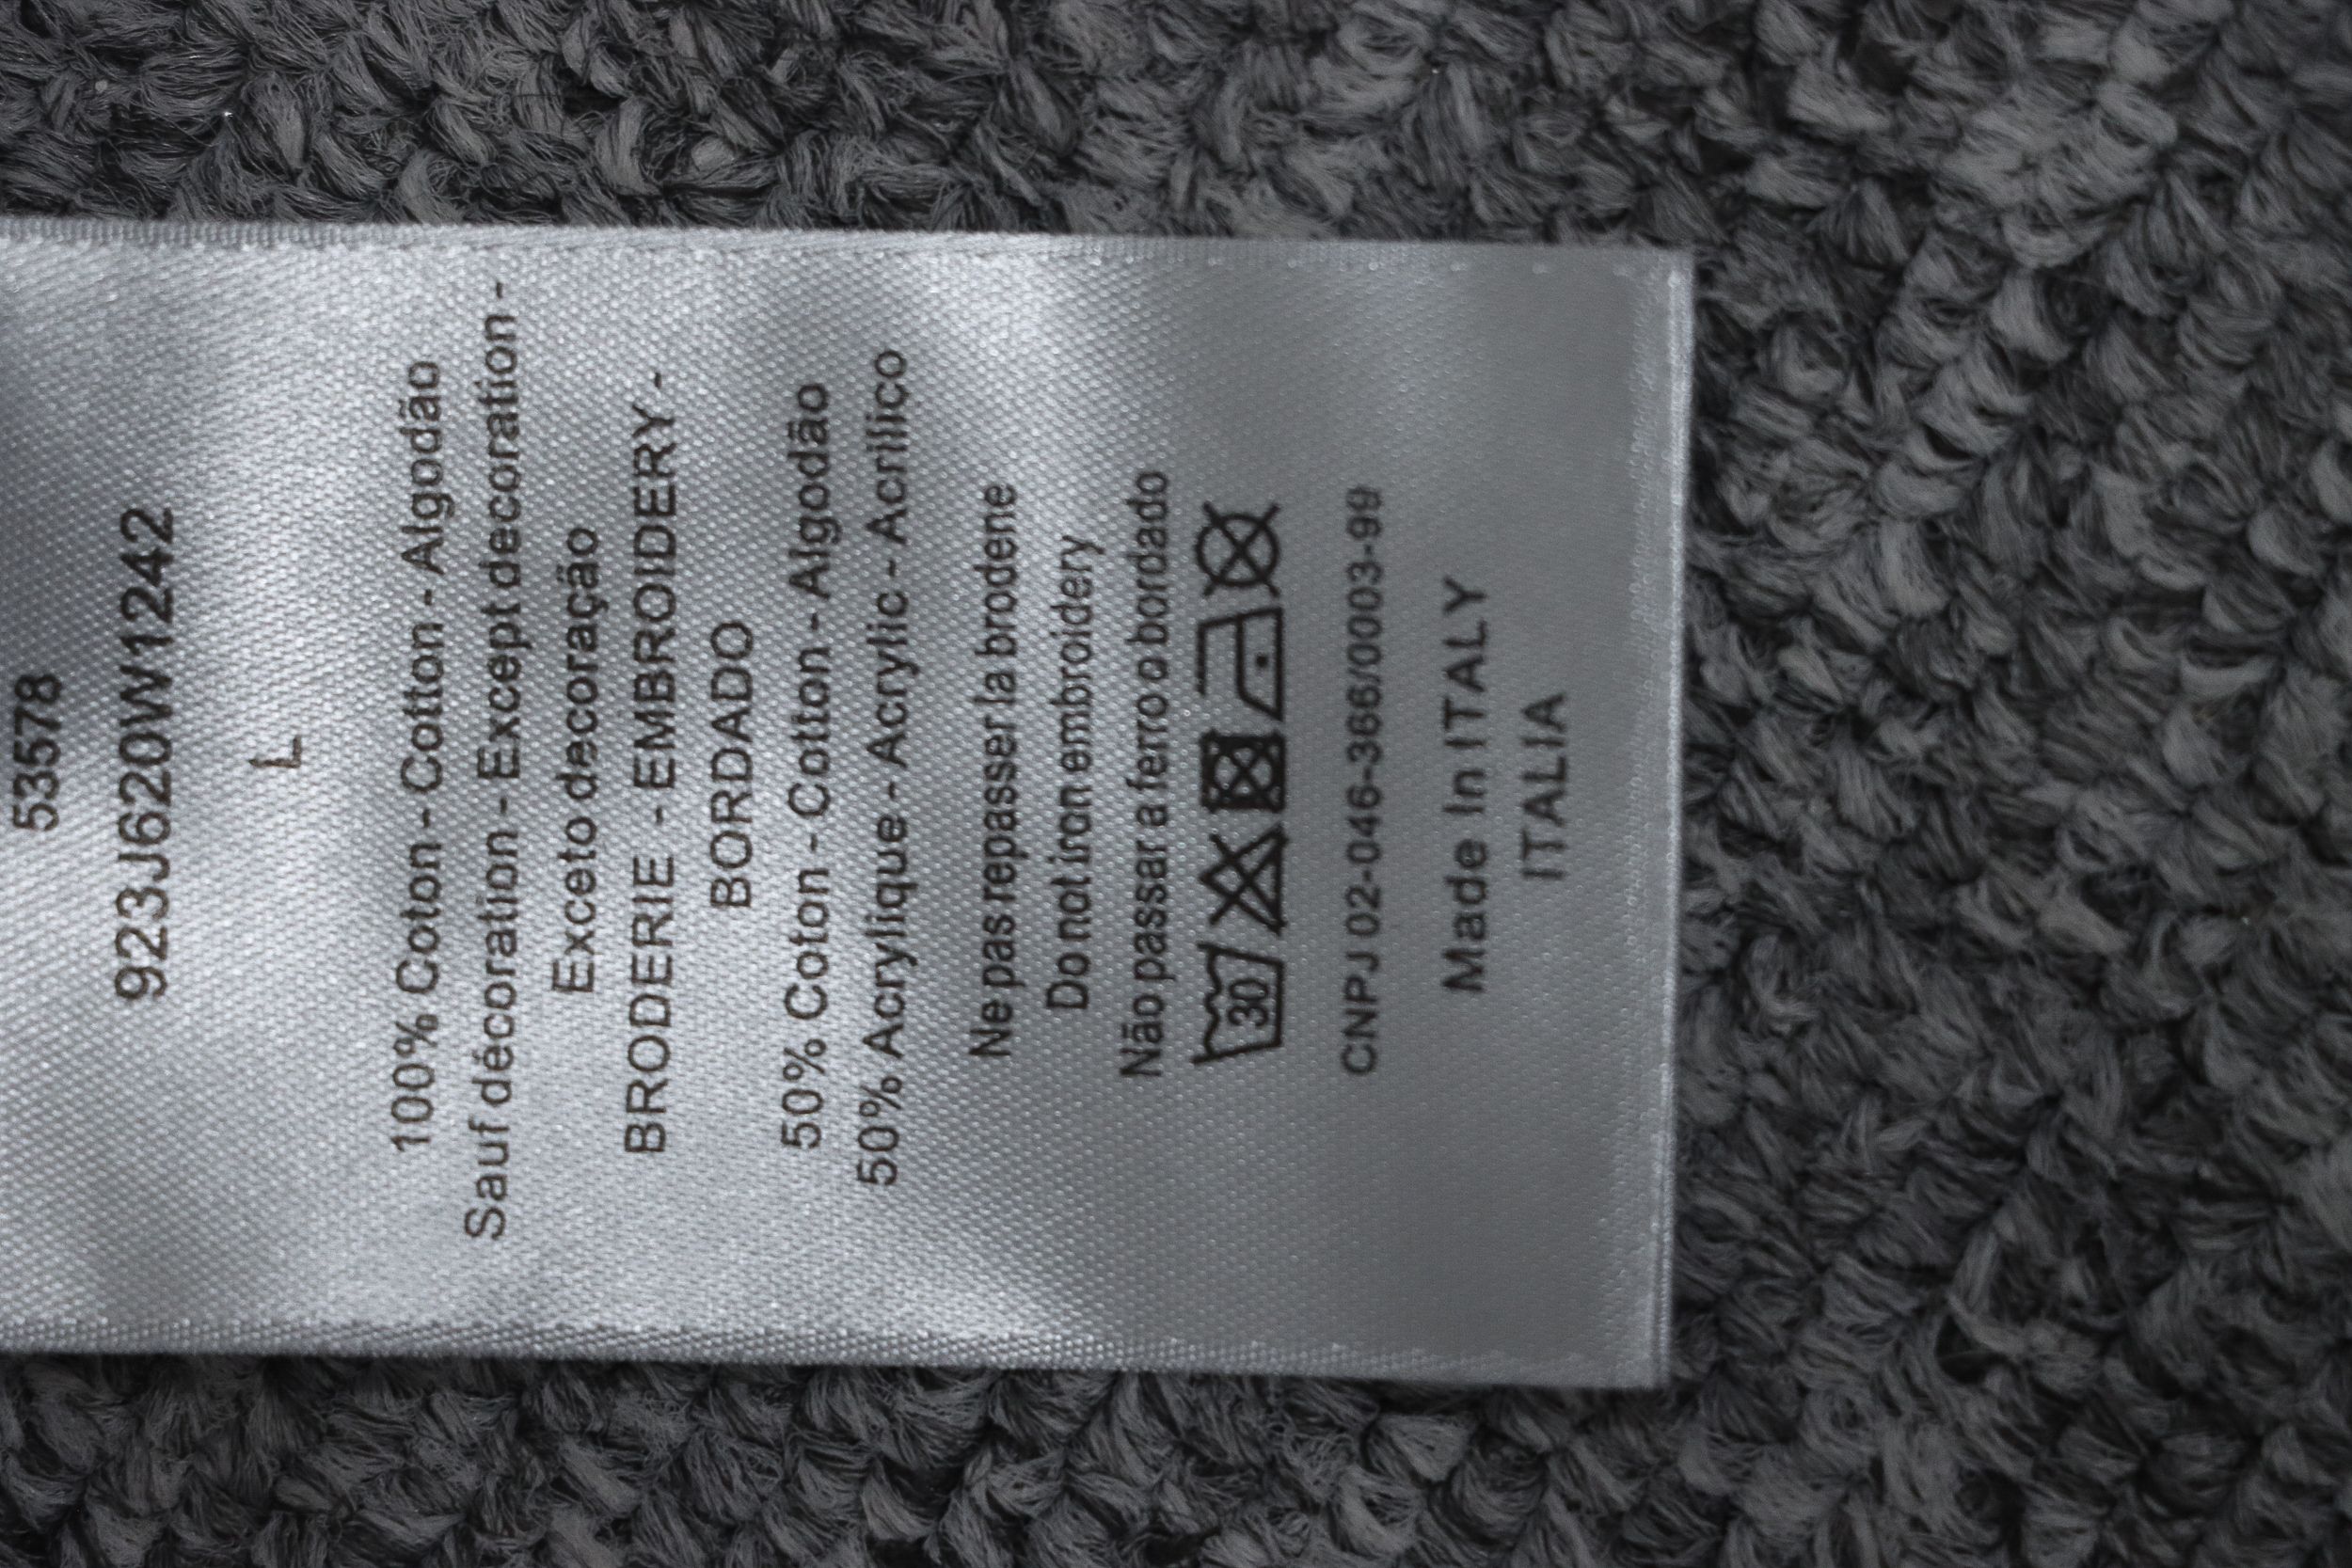 53578
923J620W1242
L
100% Coton - Cotton - Algodão
Sauf décoration - Except decoration -
Exceto decoração
BRODERIE - EMBROIDERY -
BORDADO
50% Coton - Cotton - Algodão
50% Acrylique - Acrylic - Acrilico
Ne pas repasser la brodene
Do not iron embroidery
Não passar a ferro o bordado
30
CNPJ 02-046-366/0003-99
Made In ITALY
ITALIA